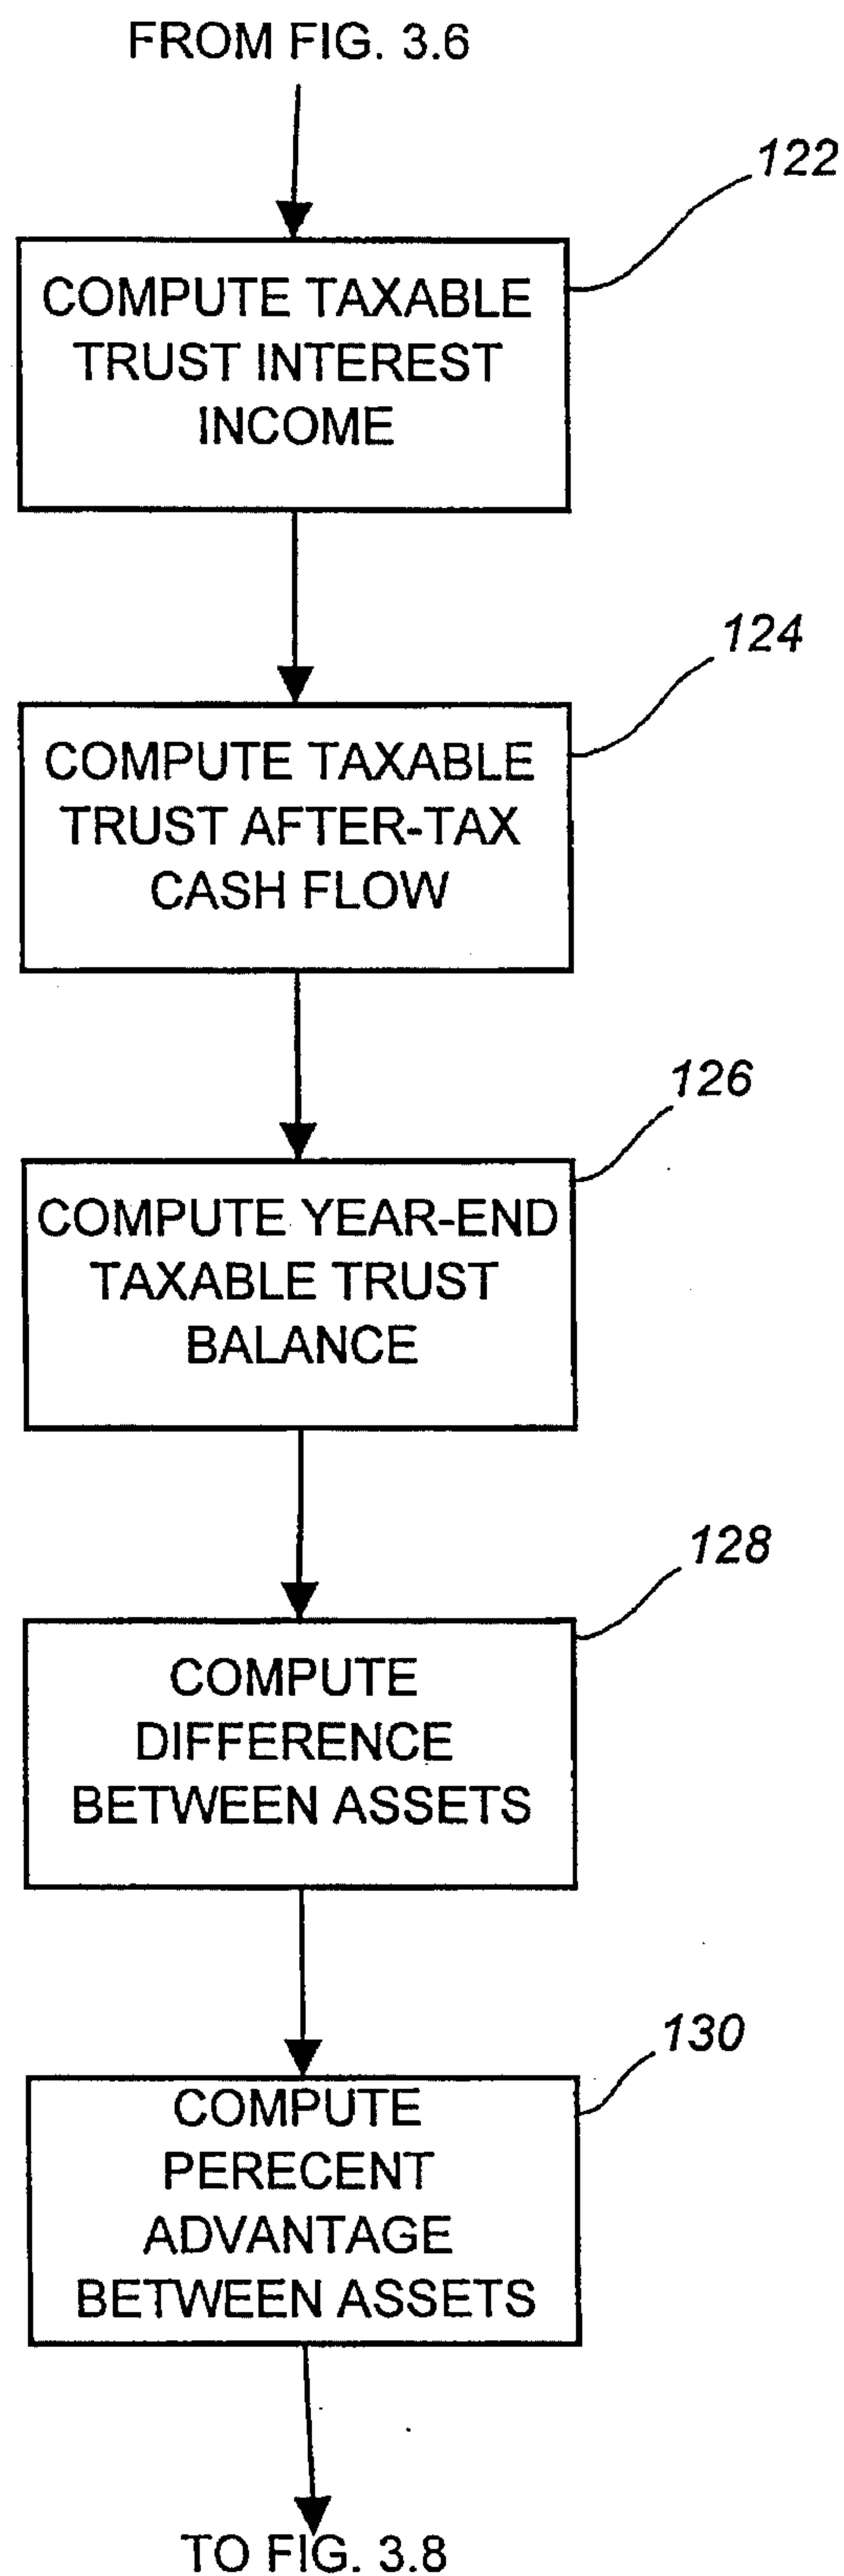 FROM FIG. 3.6
122
COMPUTE TAXABLE
TRUST INTEREST
INCOME
124
COMPUTE TAXABLE
TRUST AFTER-TAX
CASH FLOW
126
COMPUTE YEAR-END
TAXABLE TRUST
BALANCE
128
COMPUTE
DIFFERENCE
BETWEEN ASSETS
130
COMPUTE
PERECENT
ADVANTAGE
BETWEEN ASSETS
TO FIG. 3.8